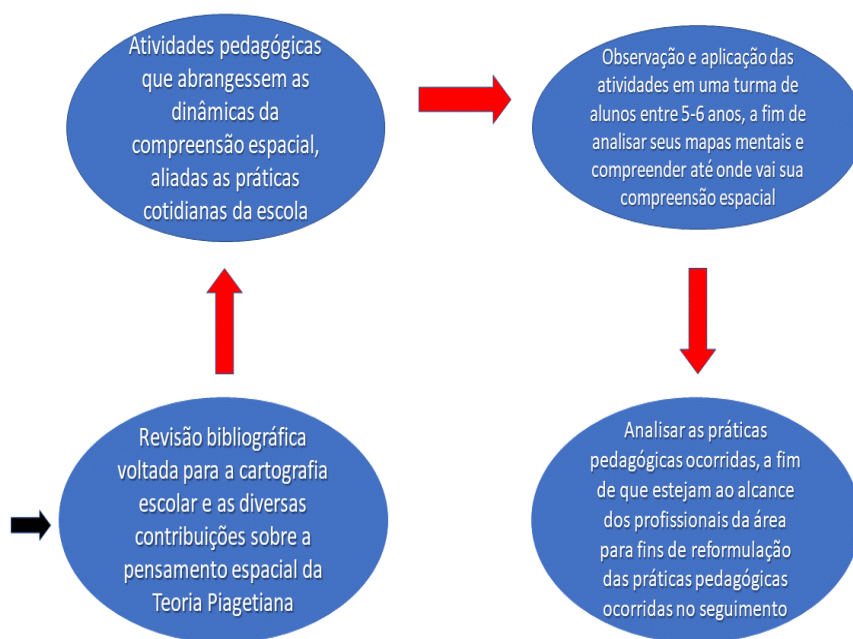 Atividades pedagógicas
que abrangessem as
dinâmicas da
compreensão espacial,
aliadas as práticas
cotidianas da escola
Observação e aplicação das
atividades em uma turma de
alunos entre 5-6 anos, a fim de
analisar seus mapas mentais e
compreender até onde vai sua
compreensão espacial
Revisão bibliográfica
voltada para a cartografia
escolar e as diversas
contribuições sobre a
pensamento espacial da
Teoria Piagetiana
Analisar as práticas
pedagógicas ocorridas, a fim
de que estejam ao alcance
dos profissionais da área
para fins de reformulação
das práticas pedagógicas
ocorridas no seguimento